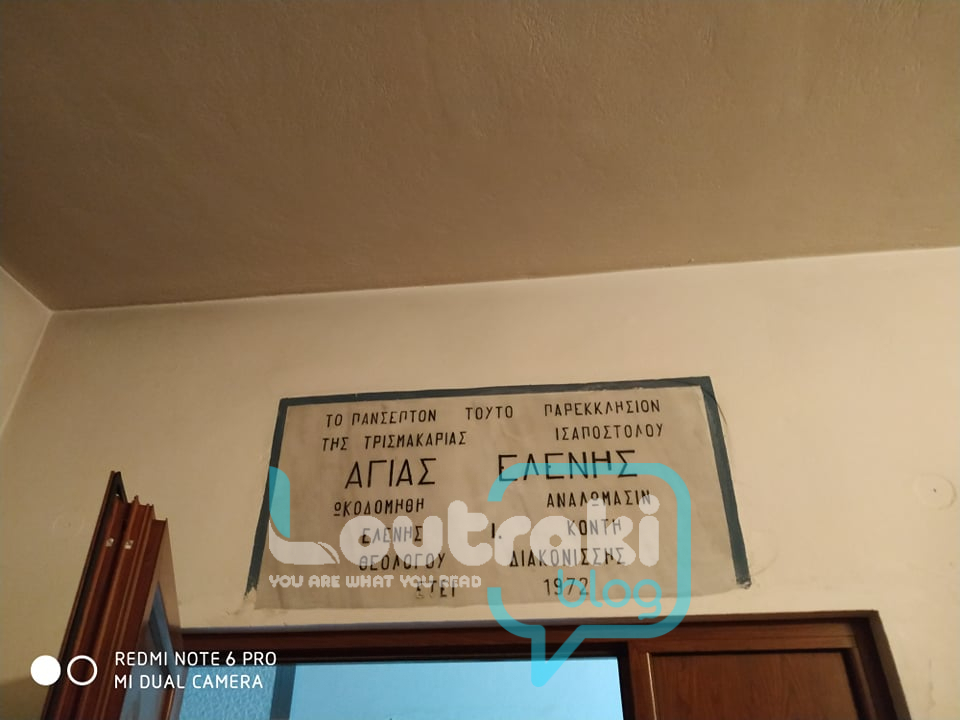 ΤΟ ΠΑΝΣΕΠΤΟΝ ΤΟΥΤΟ ΠΑΡΕΚΚΛΗΣΙΟΝ
ΤΗΣ ΤΡΙΣΜΑΚΑΡΙΑΣ ΙΣΑΠΟΣΤΟΛΟΥ
ΑΓΙΑΣ ΕΛΕΝΗΣ
ΩΚΟΔΟΜΗΘΗ ΑΝΑΛΩΜΑΣΙΝ
ΕΛΕΝΗΣ Ι. ΚΟΝΤΗ
ΘΕΟΛΟΓΟΥ ΔΙΑΚΟΝΙΣΣΗΣ
ΕΤΕΙ 1972
Loutraki
YOU ARE WHAT YOU READ
blog
REDMI NOTE 6 PRO
MI DUAL CAMERA